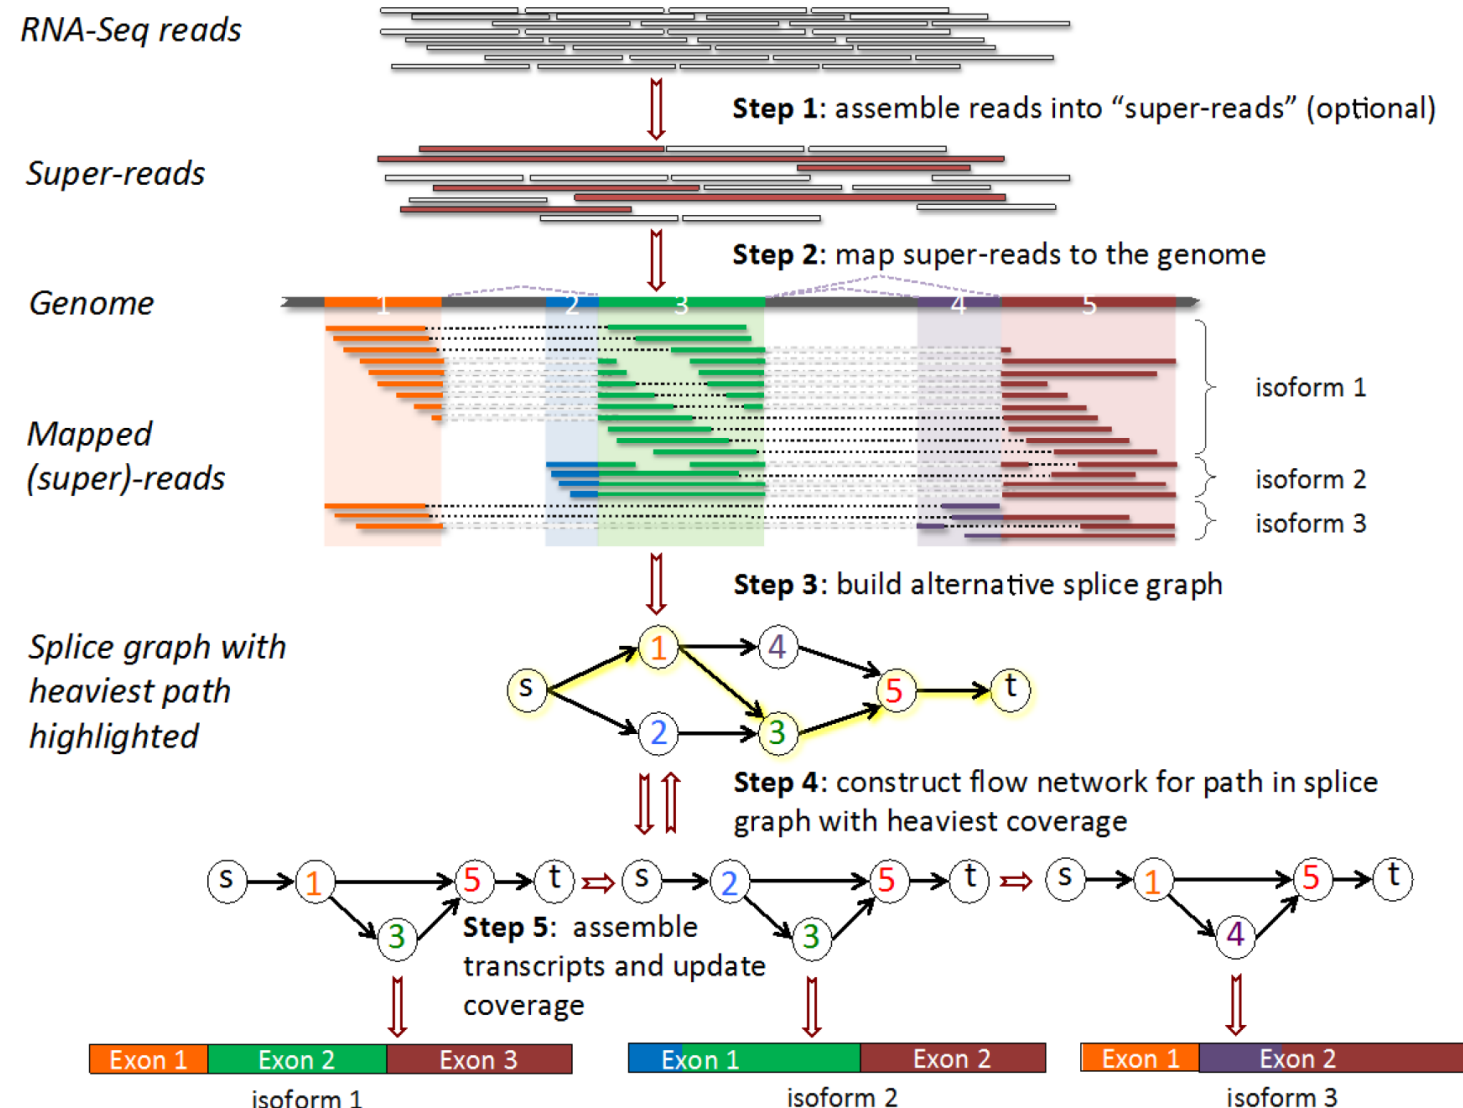 RNA-Seq reads
Step 1: assemble reads into “super-reads” (optional)
Super-reads
Step 2: map super-reads to the genome
Genome
1 2 3 4 5
isoform 1
Mapped
(super)-reads
isoform 2
isoform 3
Step 3: build alternative splice graph
Splice graph with
heaviest path
highlighted
s 1 4 2 3 5 t
Step 4: construct flow network for path in splice
graph with heaviest coverage
s 1 5 t s 2 5 t s 1 5 t
3 3 4
Step 5: assemble
transcripts and update
coverage
Exon 1 Exon 2 Exon 3 Exon 1 Exon 2 Exon 1 Exon 2
isoform 1 isoform 2 isoform 3